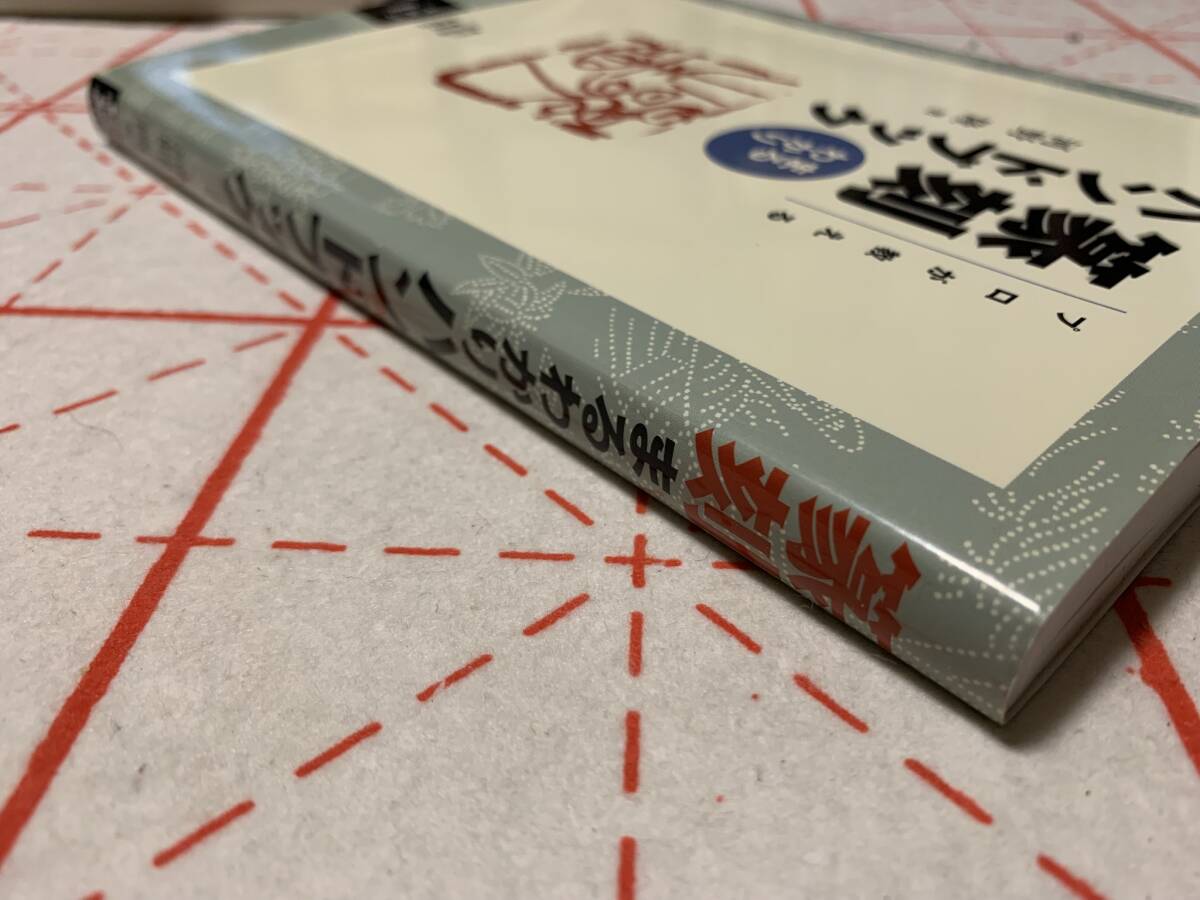 プロが教える
篆刻
まるわかり
ハンドブック
篆刻まるわかりハンドブック